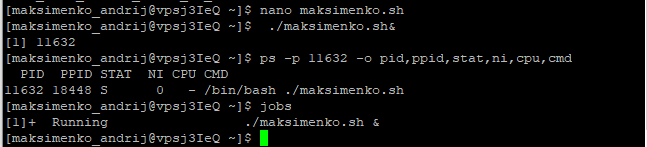 [maksimenko_andrij@vpsj3IeQ ~]$ nano maksimenko.sh
[maksimenko_andrij@vpsj3IeQ ~]$  ./maksimenko.sh&
[1] 11632
[maksimenko_andrij@vpsj3IeQ ~]$ ps -p 11632 -o pid,ppid,stat,ni,cpu,cmd
  PID  PPID STAT  NI CPU CMD
11632 18448 S      0   - /bin/bash ./maksimenko.sh
[maksimenko_andrij@vpsj3IeQ ~]$ jobs
[1]+  Running                 ./maksimenko.sh &
[maksimenko_andrij@vpsj3IeQ ~]$